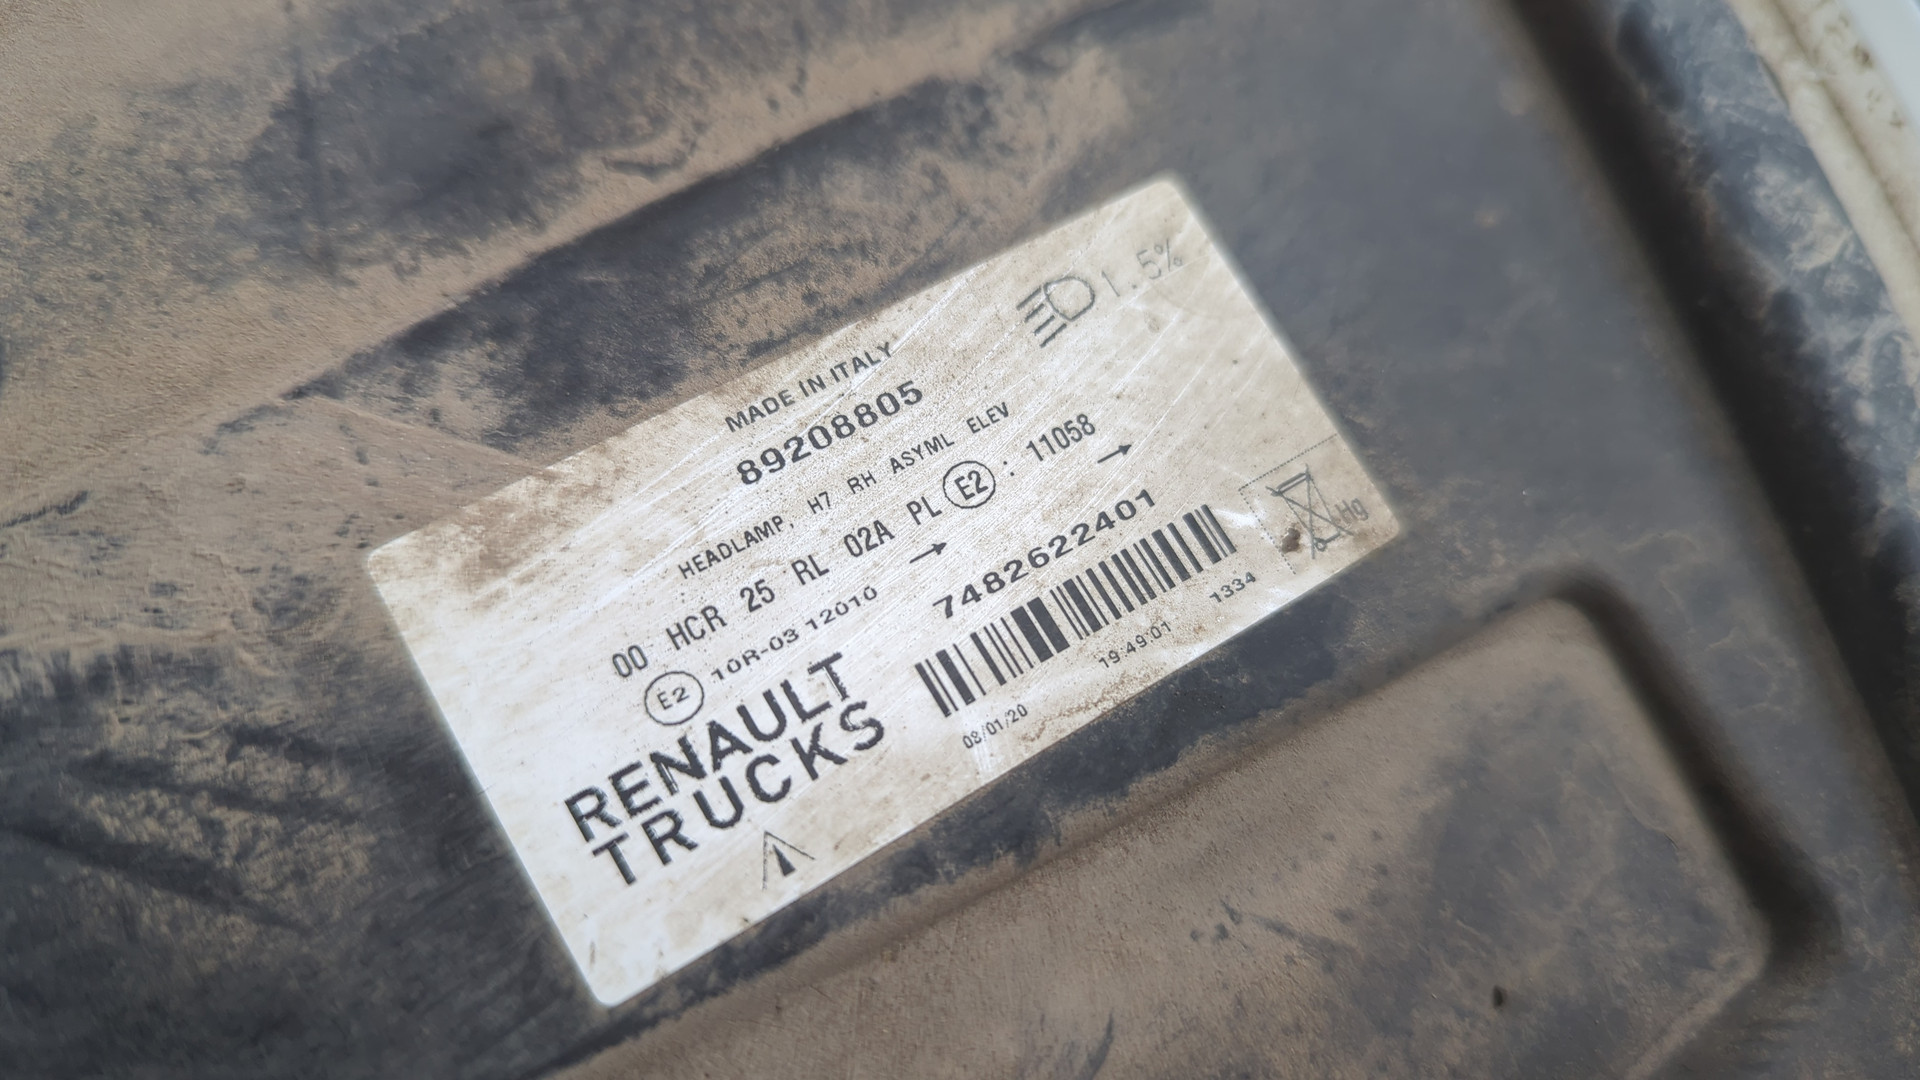 1.5%
MADE IN ITALY
89208805
HEADLAMP, H7 RH ASYML ELEV
00 HCR 25 RL 02A PL E2 : 11058
E2 10R-03 12010
7482622401
Hg
RENAULT
TRUCKS
08/01/20 19:49:01 1334